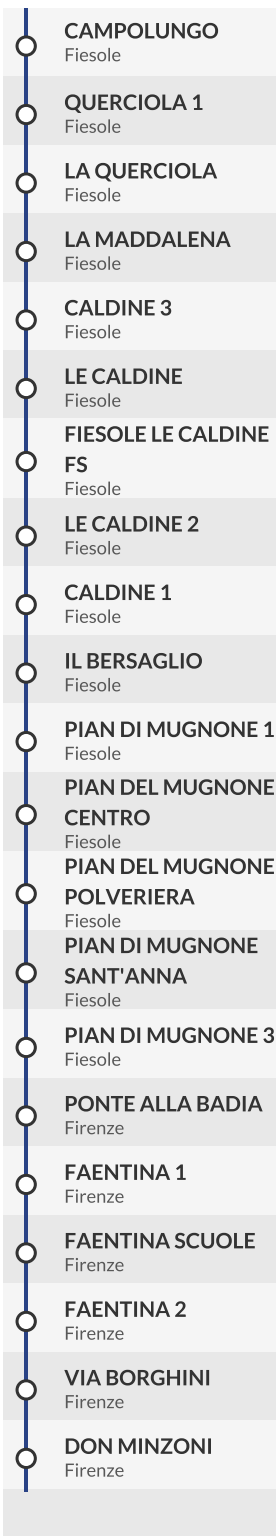 CAMPOLUNGO
Fiesole
QUERCIOLA 1
Fiesole
LA QUERCIOLA
Fiesole
LA MADDALENA
Fiesole
CALDINE 3
Fiesole
LE CALDINE
Fiesole
FIESOLE LE CALDINE
FS
Fiesole
LE CALDINE 2
Fiesole
CALDINE 1
Fiesole
IL BERSAGLIO
Fiesole
PIAN DI MUGNONE 1
Fiesole
PIAN DEL MUGNONE
CENTRO
Fiesole
PIAN DEL MUGNONE
POLVERIERA
Fiesole
PIAN DI MUGNONE
SANT'ANNA
Fiesole
PIAN DI MUGNONE 3
Fiesole
PONTE ALLA BADIA
Firenze
FAENTINA 1
Firenze
FAENTINA SCUOLE
Firenze
FAENTINA 2
Firenze
VIA BORGHINI
Firenze
DON MINZONI
Firenze